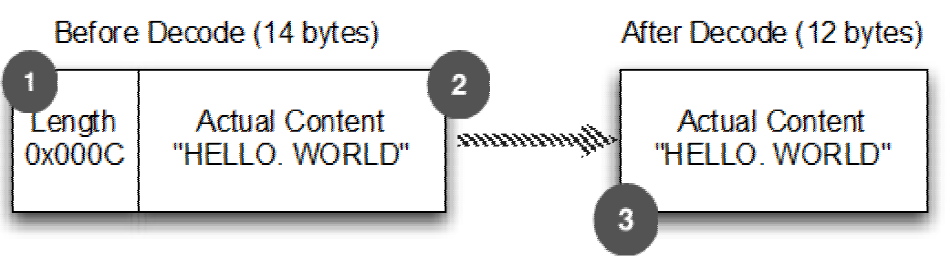 Before Decode (14 bytes)
After Decode (12 bytes)
1
2
Length
0x000C
Actual Content
"HELLO. WORLD"
Actual Content
"HELLO. WORLD"
3